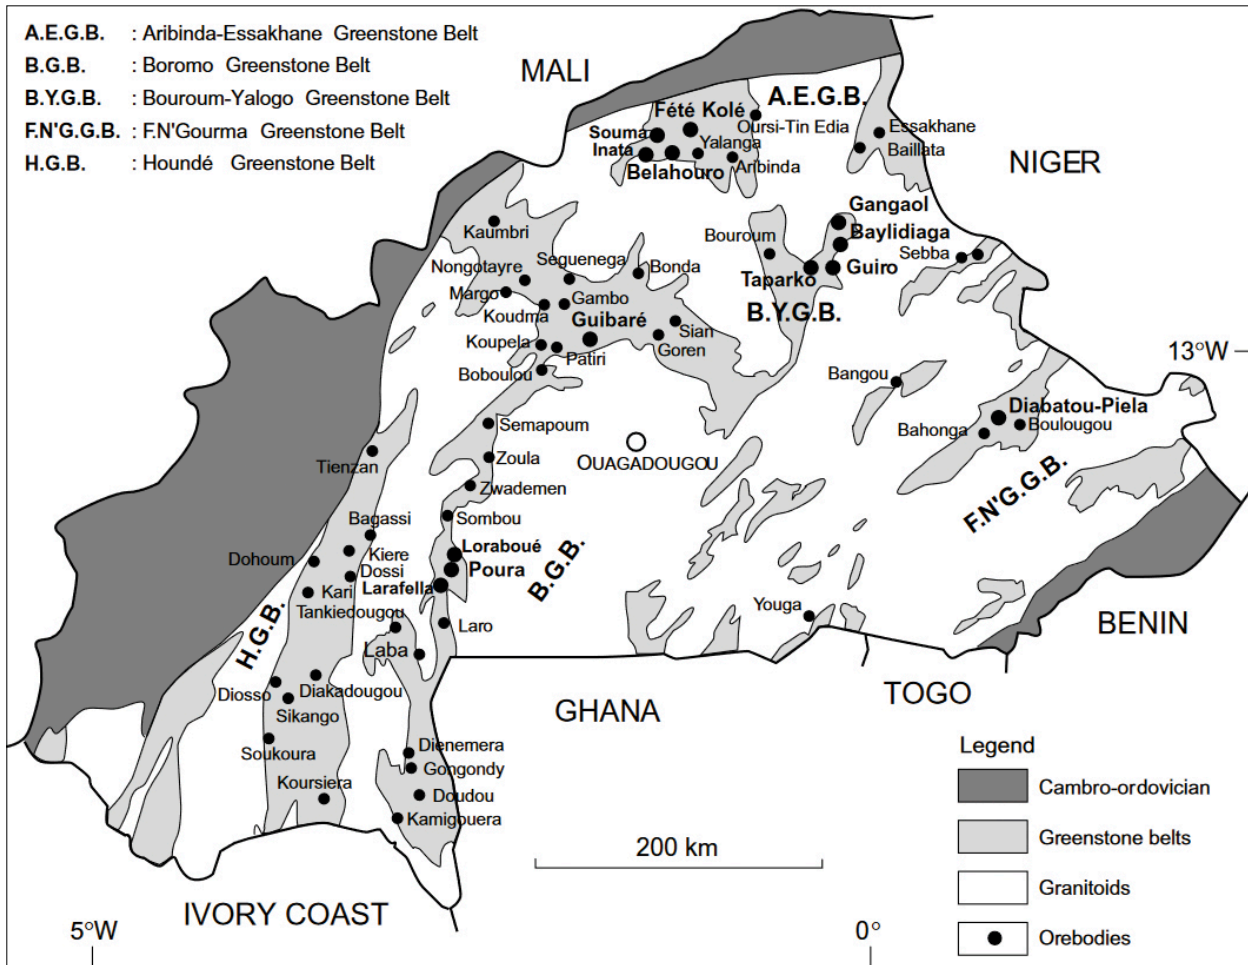 A.E.G.B. : Aribinda-Essakhane Greenstone Belt
B.G.B. : Boromo Greenstone Belt
B.Y.G.B. : Bouroum-Yalogo Greenstone Belt
F.N'G.G.B. : F.N'Gourma Greenstone Belt
H.G.B. : Houndé Greenstone Belt
MALI
A.E.G.B.
Fété Kolé
Souma
Oursi-Tin Edia
Essakhane
Inata
Yalanga
Baillata
Aribinda
Belahouro
NIGER
Gangaol
Kaumbri
Bouroum
Baylidiaga
Sebba
Nongotayre
Seguenega
Bonda
Taparko
Guiro
Margo
Gambo
Koudma
Guibaré
B.Y.G.B.
Sian
Koupela
Patiri
Goren
13°W
Boboulou
Bangou
Diabatou-Piela
Semapoum
Bahonga
Boulougou
Tienzan
Zoula
OUAGADOUGOU
Zwademen
F.N'G.G.B.
Bagassi
Sombou
Dohoum
Kiere
Loraboué
Dossi
Poura
B.G.B.
Kari
Larafella
Tankiedougou
Youga
H.G.B.
Laro
BENIN
Laba
Diosso
Diakadougou
TOGO
Sikango
GHANA
Soukoura
Dienemera
Legend
Gongondy
Koursiera
Doudou
Cambro-ordovician
Kamigouera
Greenstone belts
200 km
Granitoids
IVORY COAST
5°W
0°
Orebodies